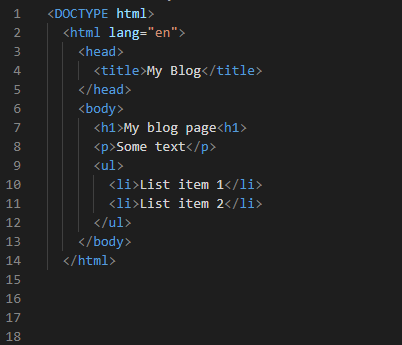 1 <DOCTYPE html>
2 <html lang="en">
3 <head>
4 <title>My Blog</title>
5 </head>
6 <body>
7 <h1>My blog page<h1>
8 <p>Some text</p>
9 <ul>
10 <li>List item 1</li>
11 <li>List item 2</li>
12 </ul>
13 </body>
14 </html>
15
16
17
18